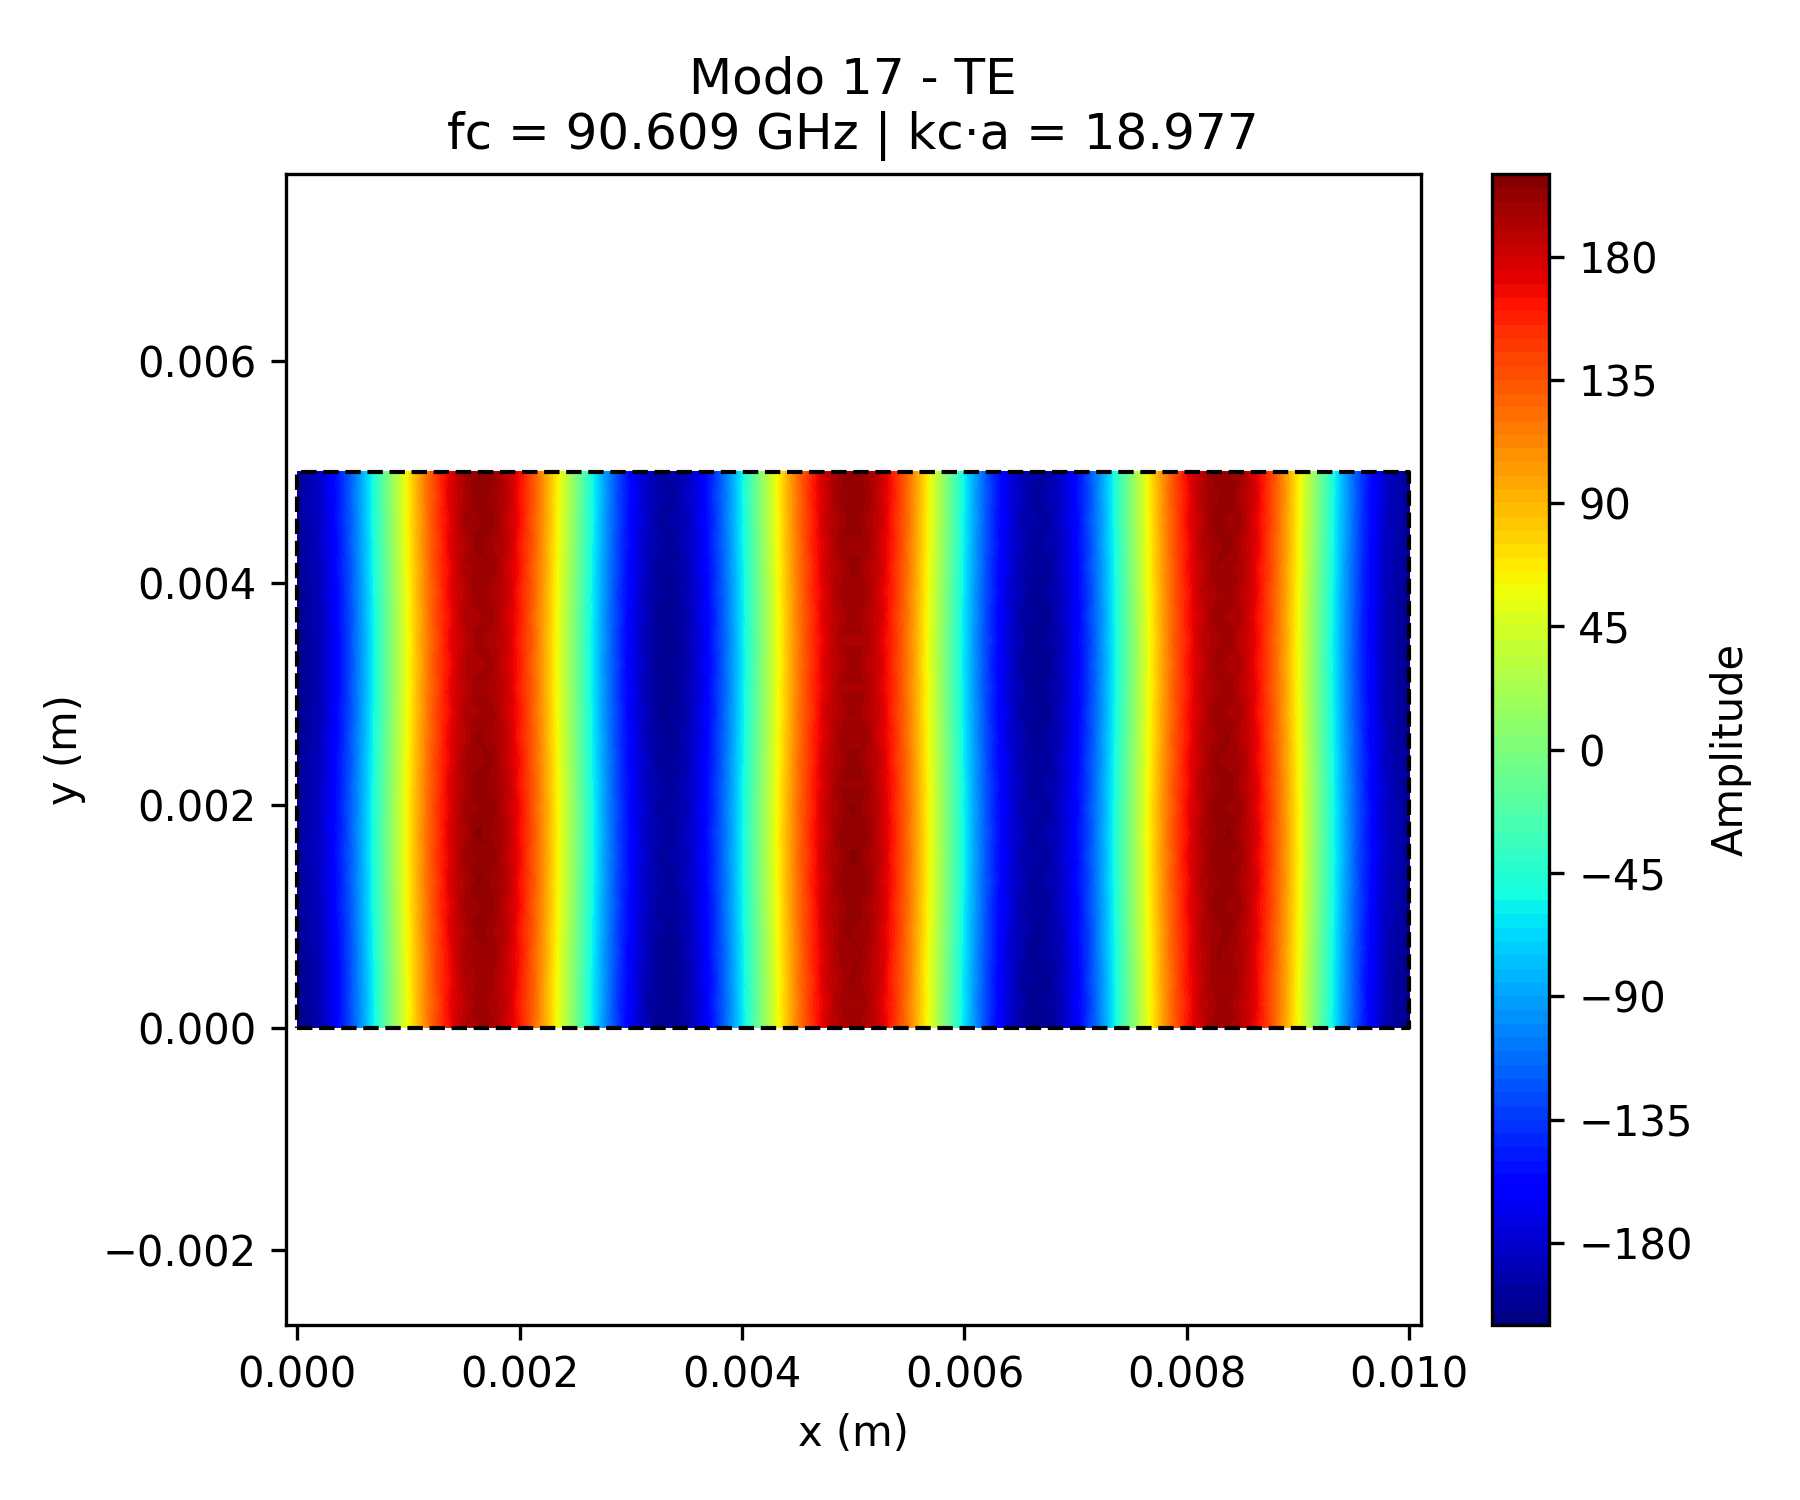 Modo 17 - TE
fc = 90.609 GHz | kc·a = 18.977
0.006
0.004
0.002
0.000
−0.002
y (m)
0.000 0.002 0.004 0.006 0.008 0.010
x (m)
180
135
90
45
0
−45
−90
−135
−180
Amplitude